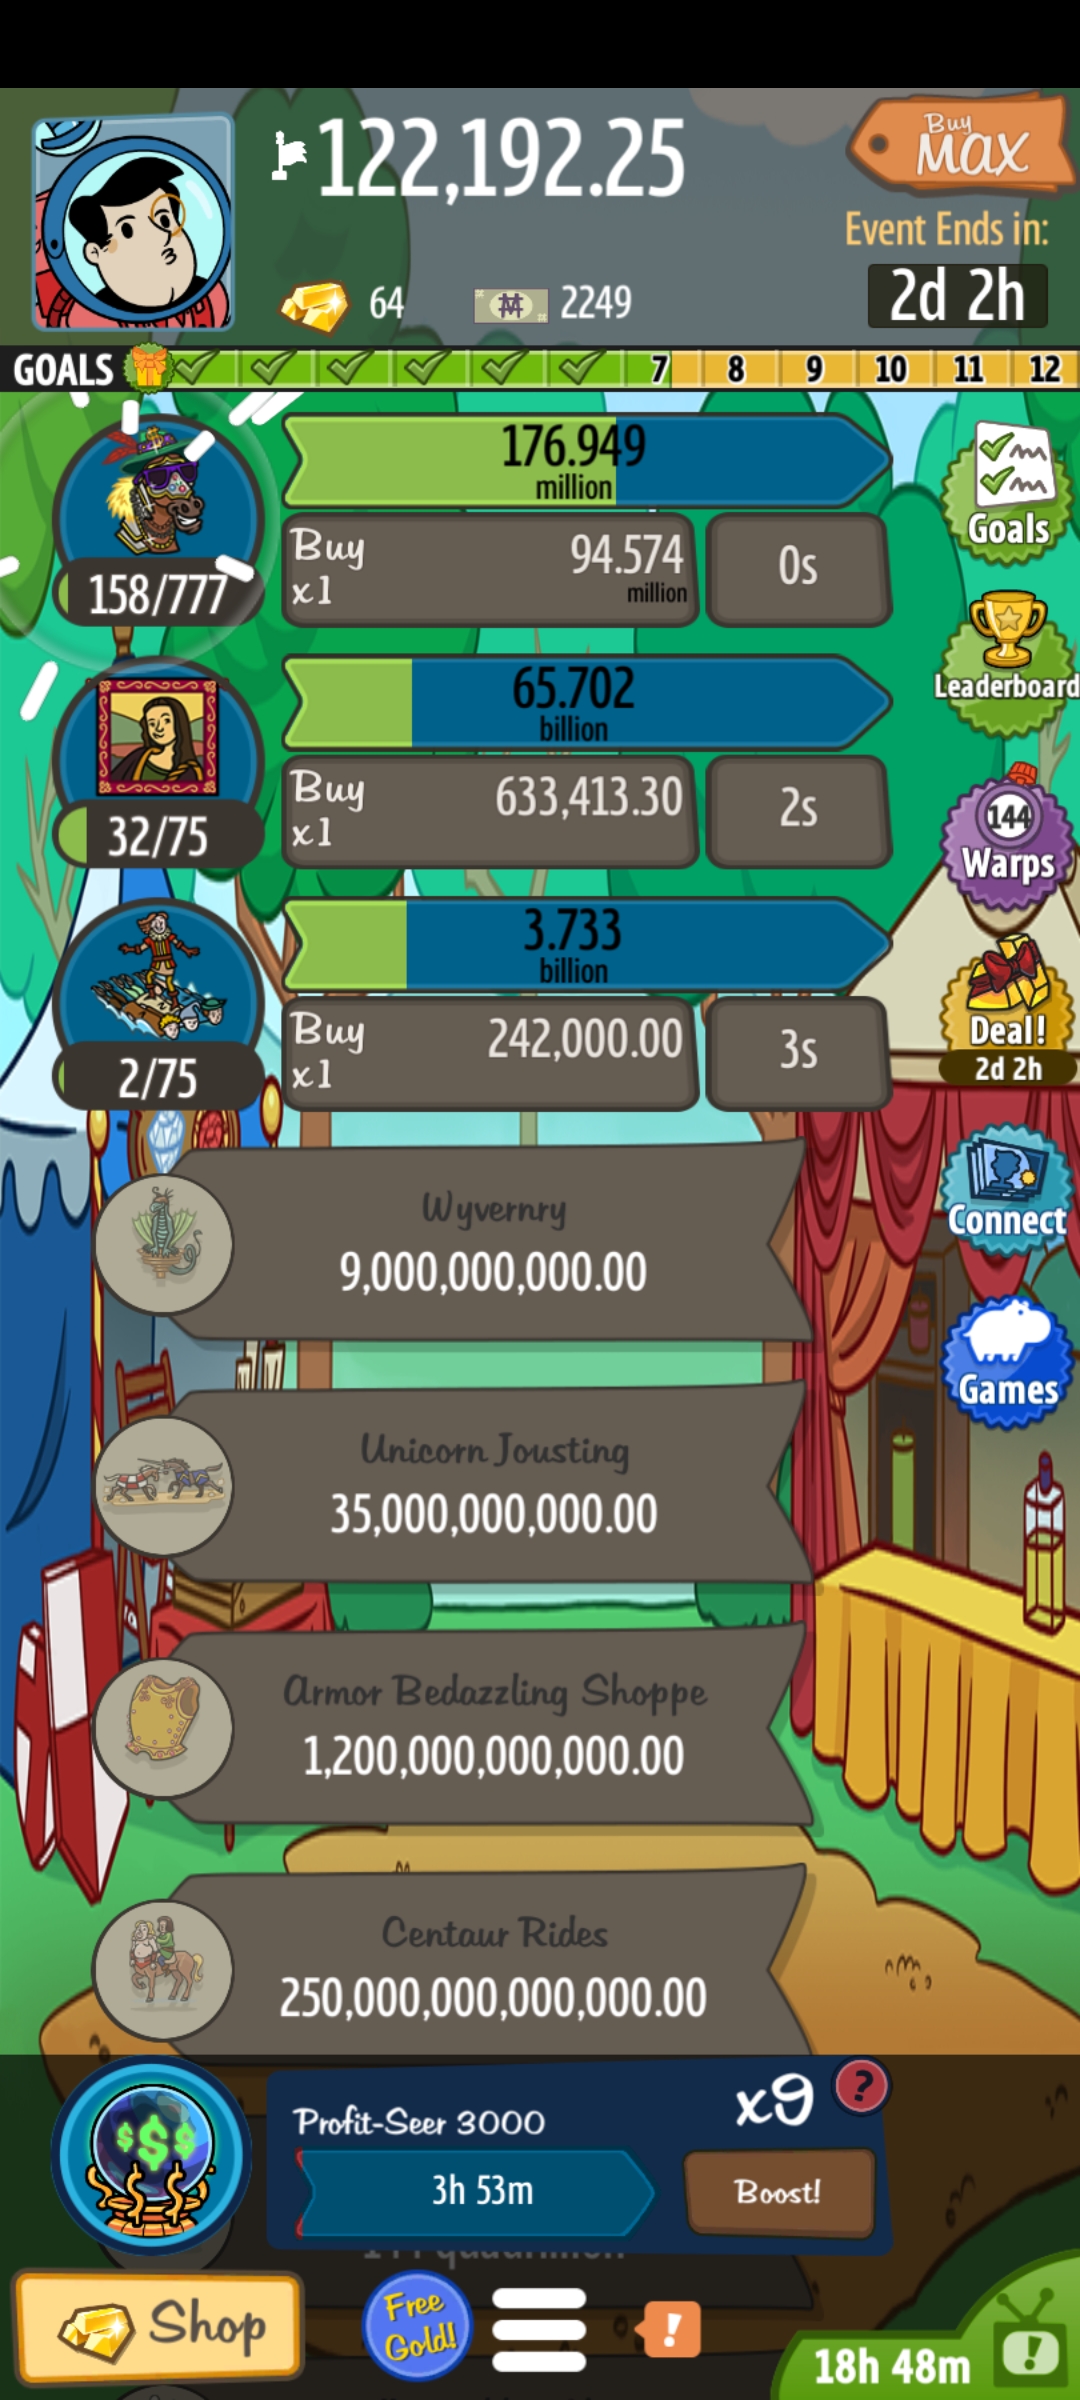 122,192.25
Buy
MAX
Event Ends in:
64
2249
2d 2h
GOALS
7 8 9 10 11 12
176.949
million
Buy
x1
94.574
million
0s
158/777
Goals
Leaderboard
65.702
billion
Buy
x1
633,413.30
2s
32/75
144
Warps
3.733
billion
Buy
x1
242,000.00
3s
2/75
Deal!
2d 2h
Wyvernry
9,000,000,000.00
Connect
Unicorn Jousting
35,000,000,000.00
Games
Armor Bedazzling Shoppe
1,200,000,000,000.00
Centaur Rides
250,000,000,000,000.00
$$$
Profit-Seer 3000
x9
?
3h 53m
Boost!
Shop
Free
Gold!
!
18h 48m
!